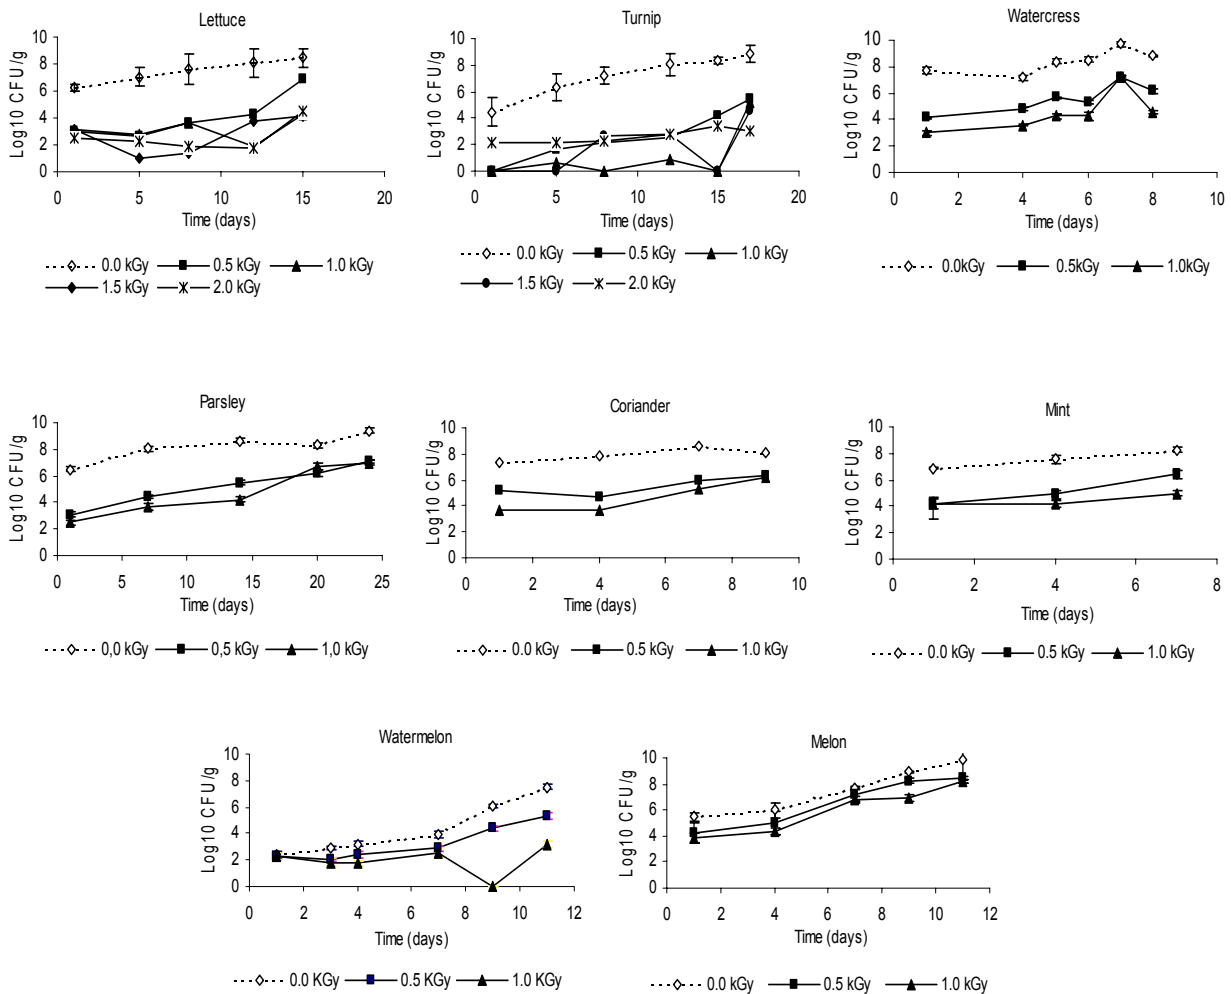 Lettuce
Log10 CFU/g
10
8
6
4
2
0
0 5 10 15 20
Time (days)
0.0 kGy 0.5 kGy 1.0 kGy
1.5 kGy 2.0 kGy
Turnip
Log10 CFU/g
10
8
6
4
2
0
0 5 10 15 20
Time (days)
0.0 kGy 0.5 kGy 1.0 kGy
1.5 kGy 2.0 kGy
Watercress
Log10 CFU/g
10
8
6
4
2
0
0 2 4 6 8 10
Time (days)
0.0kGy 0.5kGy 1.0kGy
Parsley
Log10 CFU/g
10
8
6
4
2
0
0 5 10 15 20 25
Time (days)
0,0 kGy 0,5 kGy 1,0 kGy
Coriander
Log10 CFU/g
10
8
6
4
2
0
0 2 4 6 8 10
Time (days)
0.0 kGy 0.5 kGy 1.0 kGy
Mint
Log10 CFU/g
10
8
6
4
2
0
0 2 4 6 8
Time (days)
0.0 kGy 0.5 kGy 1.0 kGy
Watermelon
Log10 CFU/g
10
8
6
4
2
0
0 2 4 6 8 10 12
Time (days)
0.0 KGy 0.5 KGy 1.0 KGy
Melon
Log10 CFU/g
10
8
6
4
2
0
0 2 4 6 8 10 12
Time (days)
0.0 kGy 0.5 kGy 1.0 kGy